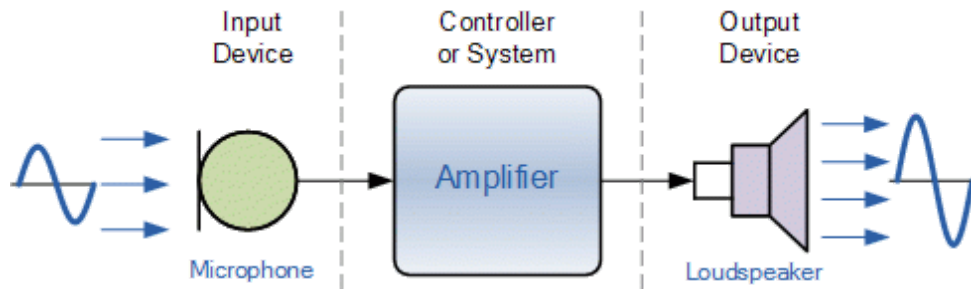 Input
Device
Controller
or System
Output
Device
Amplifier
Microphone
Loudspeaker